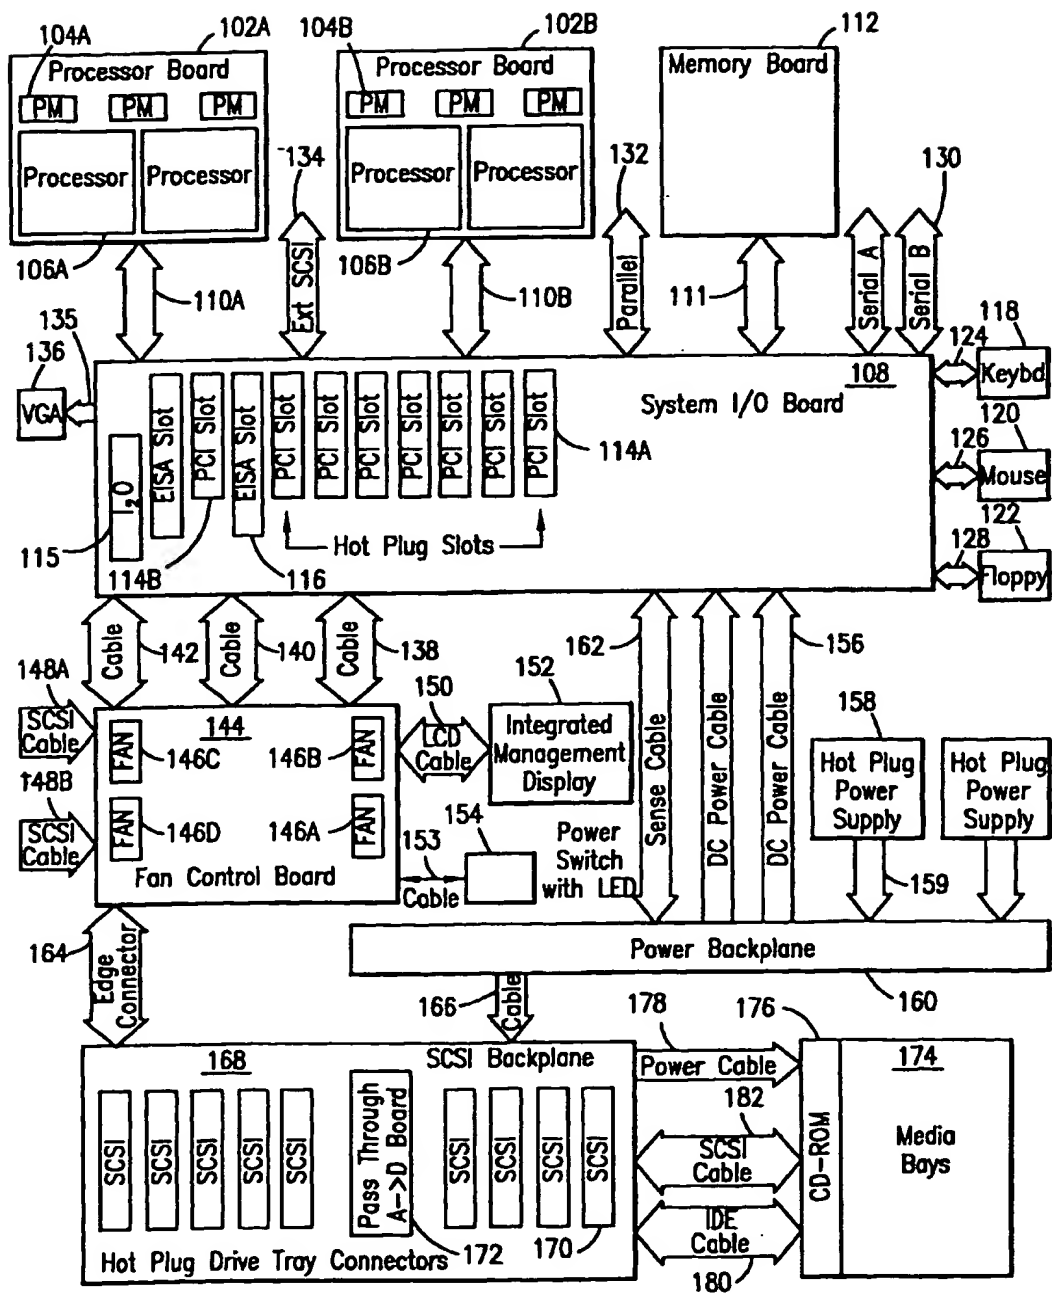 104A
102A
104B
102B
112
Processor Board
PM PM PM
Processor Processor
106A
110A
134
Ext SCSI
Processor Board
PM PM PM
Processor Processor
106B
110B
132
Parallel
Memory Board
111
130
Serial A
Serial B
135
136
VGA
108
System I/O Board
124
118
Keybd
126
120
Mouse
128
122
Floppy
I2O
EISA Slot
PCI Slot
EISA Slot
PCI Slot
PCI Slot
PCI Slot
PCI Slot
PCI Slot
PCI Slot
PCI Slot
114A
115
114B
116
Hot Plug Slots
Cable
142
Cable
140
Cable
138
162
156
148A
SCSI
Cable
148B
SCSI
Cable
144
FAN
146C
146B
FAN
FAN
146D
146A
FAN
Fan Control Board
150
LCD
Cable
152
Integrated
Management
Display
153
Cable
154
Power
Switch
with LED
Sense Cable
DC Power Cable
DC Power Cable
158
Hot Plug
Power
Supply
Hot Plug
Power
Supply
159
164
Edge
Connector
Power Backplane
160
166
Cable
168
SCSI Backplane
SCSI
SCSI
SCSI
SCSI
SCSI
Pass Through
A->D Board
172
SCSI
SCSI
SCSI
SCSI
170
Hot Plug Drive Tray Connectors
178
Power Cable
182
SCSI
Cable
IDE
Cable
180
176
CD-ROM
174
Media
Bays